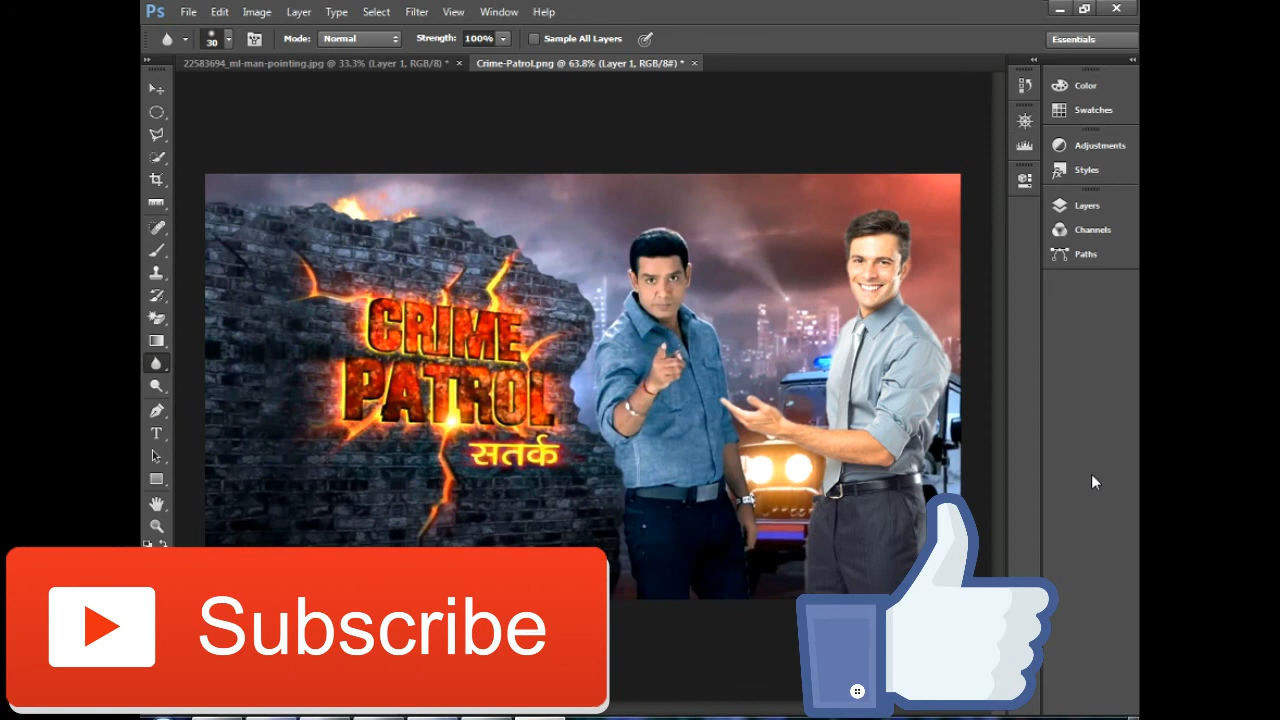 Ps File Edit Image Layer Type Select Filter View Window Help
30 Mode: Normal Strength: 100% Sample All Layers Essentials
22583694_ml-man-pointing.jpg @ 33.3% (Layer 1, RGB/8) * × Crime-Patrol.png @ 63.8% (Layer 1, RGB/8#) * ×
Color
Swatches
Adjustments
Styles
Layers
Channels
Paths
CRIME
PATROL
सतर्क
Subscribe